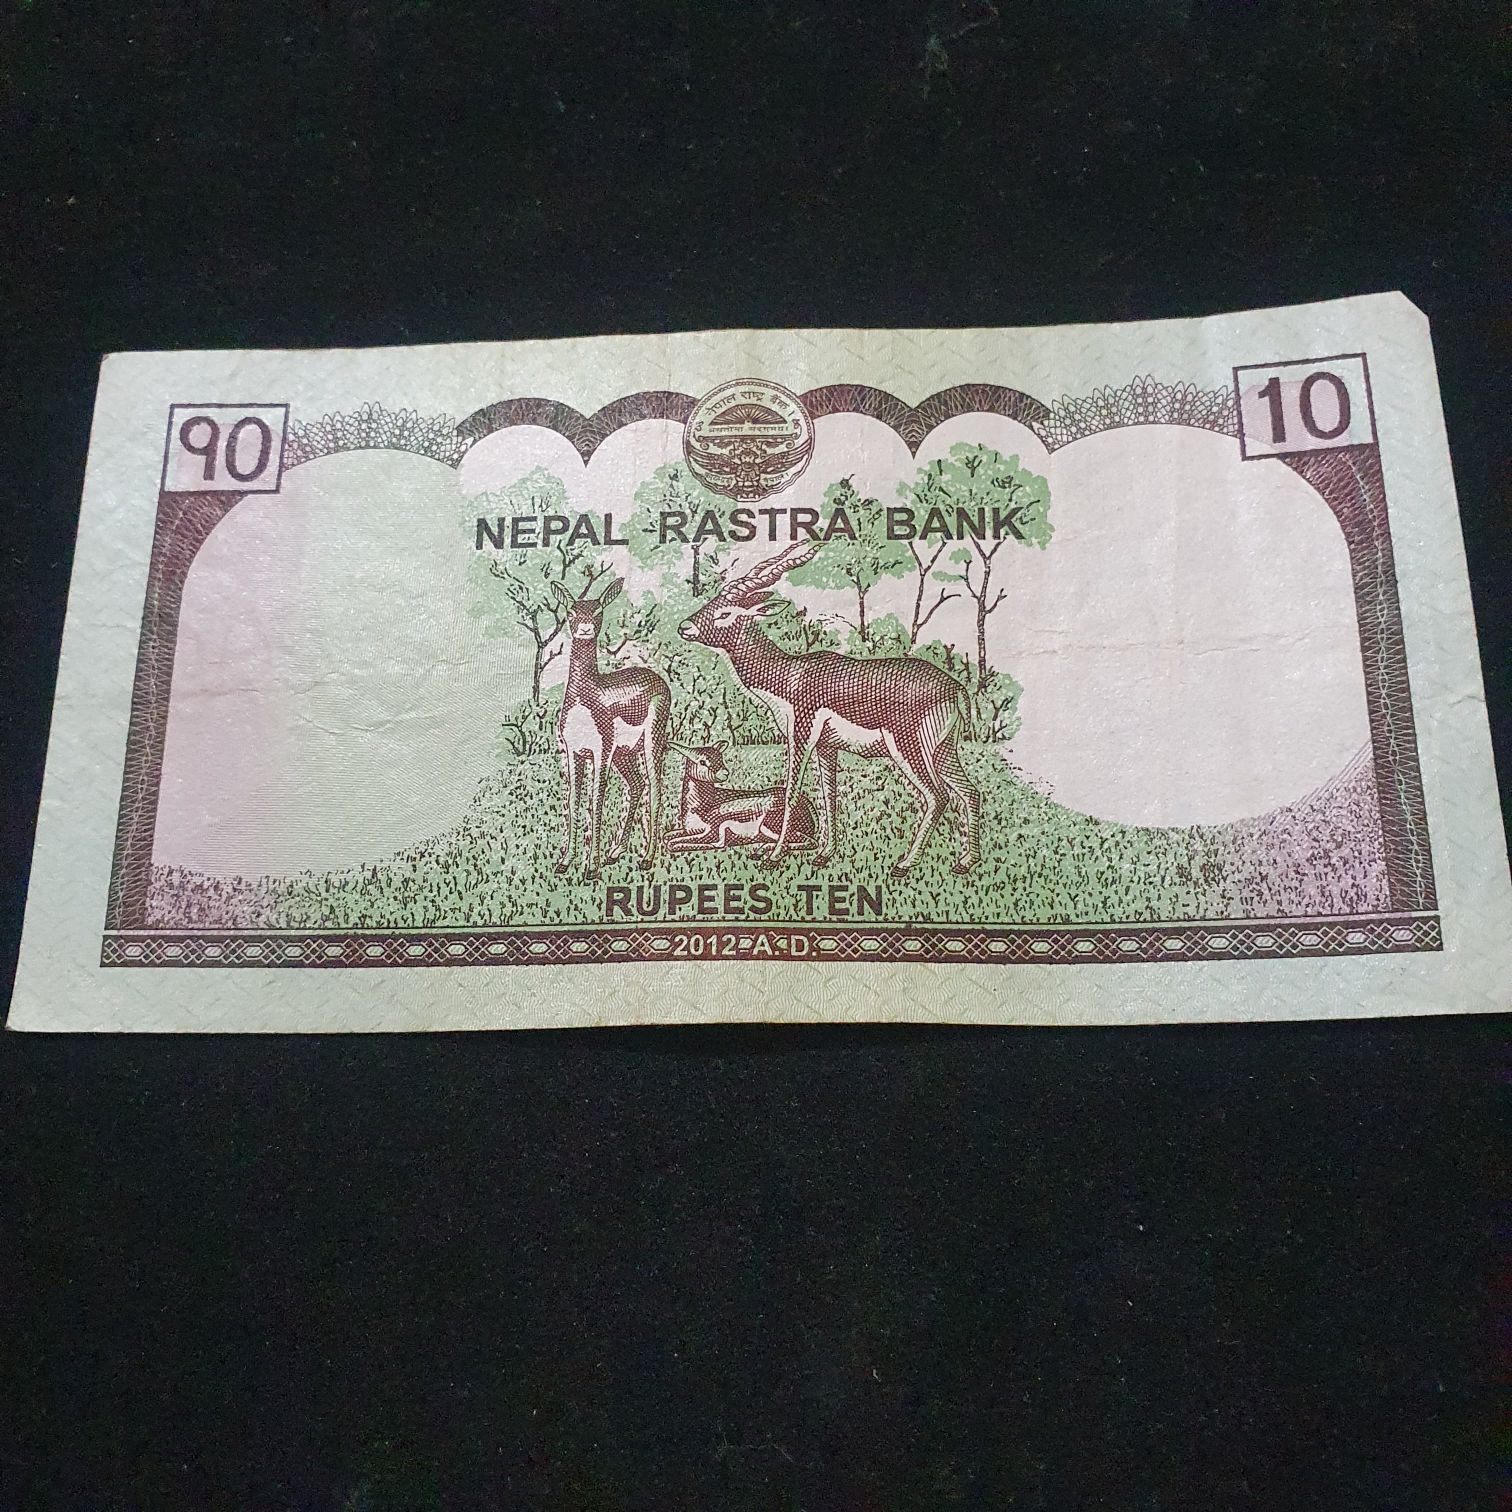 १०
नेपाल राष्ट्र बैंक
10
NEPAL RASTRA BANK
RUPEES TEN
2012 A.D.